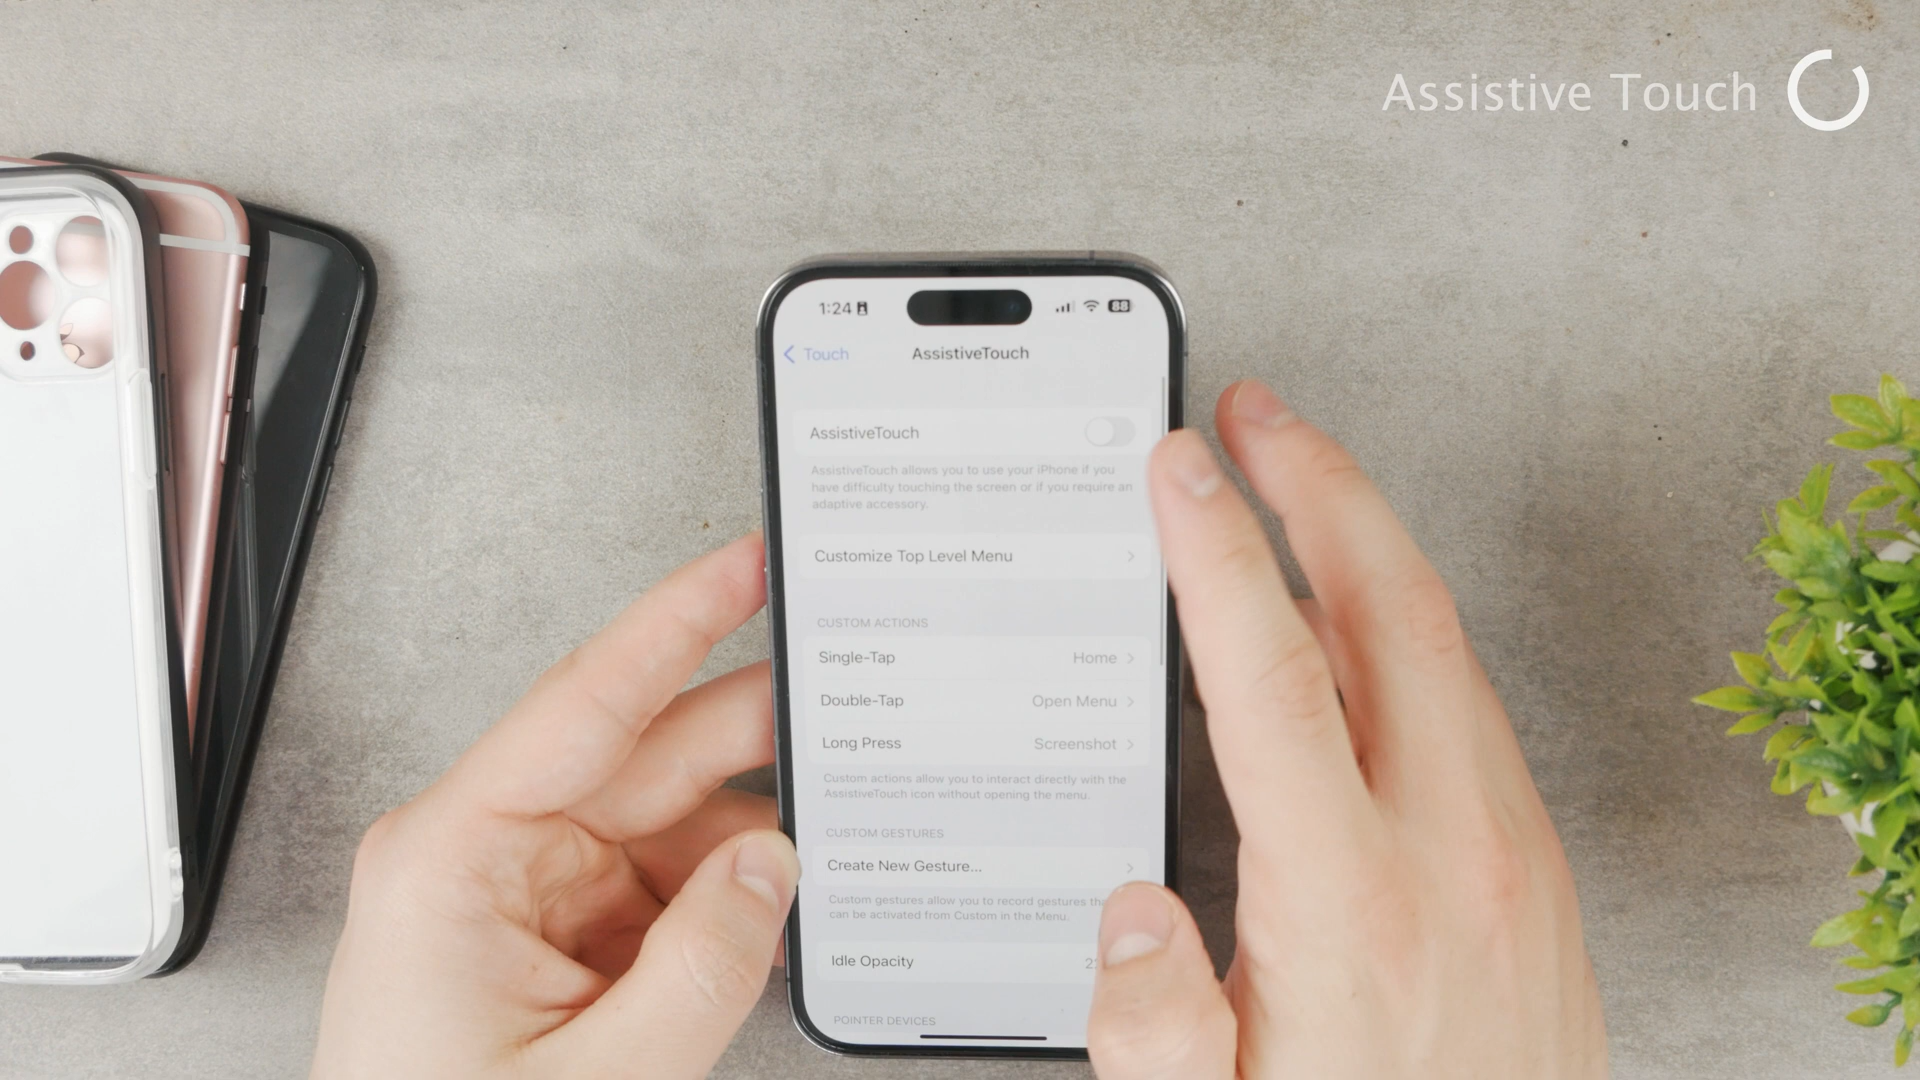 Assistive Touch
1:24
88
Touch
AssistiveTouch
AssistiveTouch
AssistiveTouch allows you to use your iPhone if you
have difficulty touching the screen or if you require an
adaptive accessory.
Customize Top Level Menu
CUSTOM ACTIONS
Single-Tap Home
Double-Tap Open Menu
Long Press Screenshot
Custom actions allow you to interact directly with the
AssistiveTouch icon without opening the menu.
CUSTOM GESTURES
Create New Gesture...
Custom gestures allow you to record gestures
can be activated from Custom in the Menu.
Idle Opacity
POINTER DEVICES